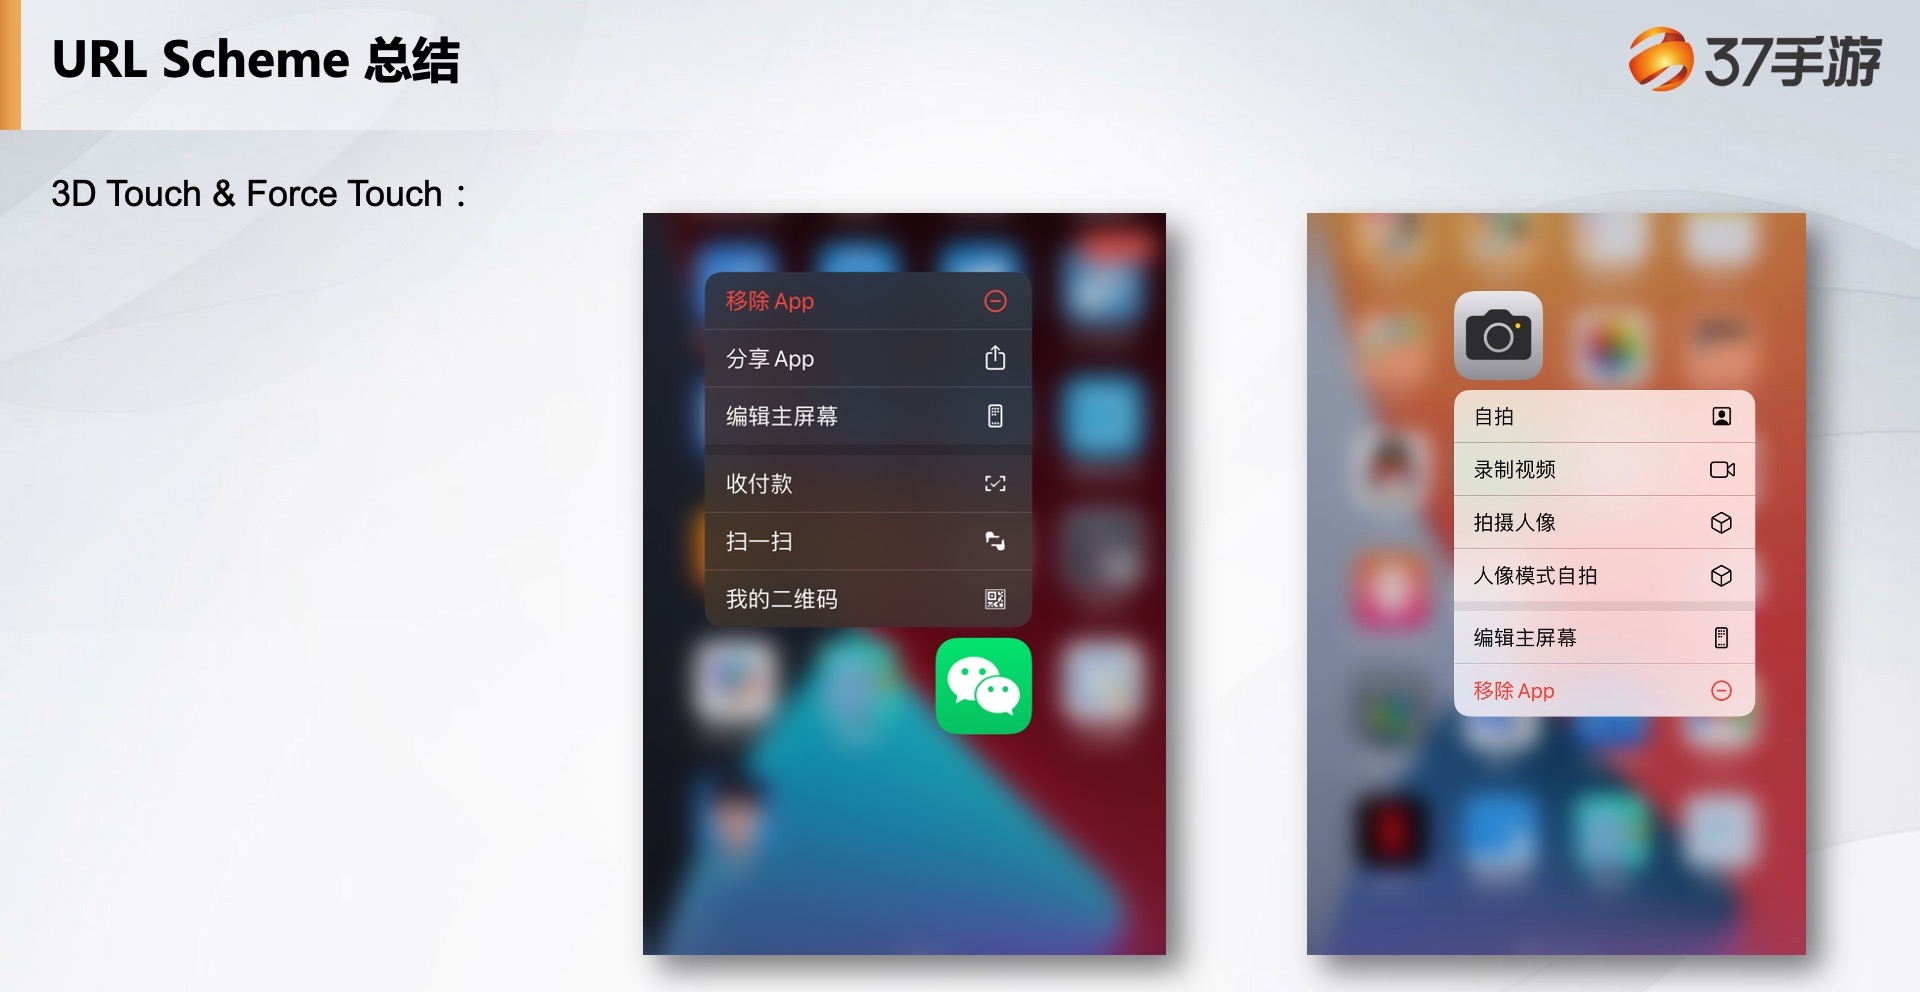 URL Scheme 总结
37手游
3D Touch & Force Touch：
移除 App
分享 App
编辑主屏幕
收付款
扫一扫
我的二维码
自拍
录制视频
拍摄人像
人像模式自拍
编辑主屏幕
移除 App